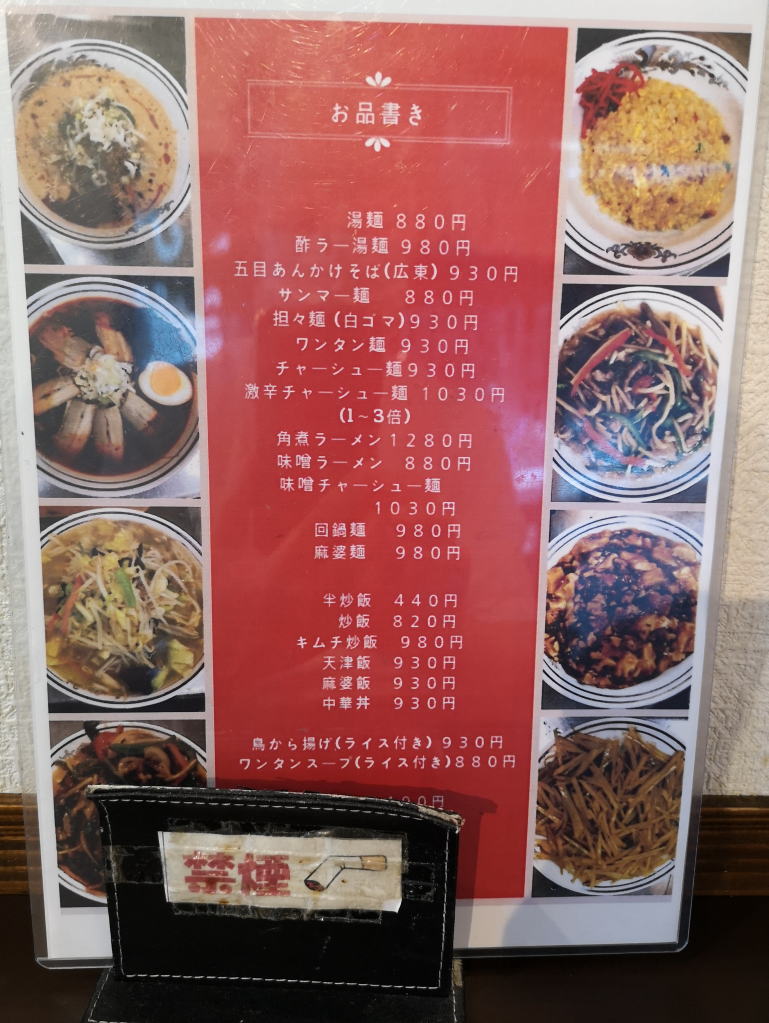 お品書き
湯麺 880円
酢ラー湯麺 980円
五目あんかけそば(広東) 930円
サンマー麺 880円
担々麺 (白ゴマ)930円
ワンタン麺 930円
チャーシュー麺930円
激辛チャーシュー麺 1030円
(1~3倍)
角煮ラーメン1280円
味噌ラーメン 880円
味噌チャーシュー麺
1030円
回鍋麺 980円
麻婆麺 980円
半炒飯 440円
炒飯 820円
キムチ炒飯 980円
天津飯 930円
麻婆飯 930円
中華丼 930円
鳥から揚げ(ライス付き) 930円
ワンタンスープ(ライス付き)880円
禁煙